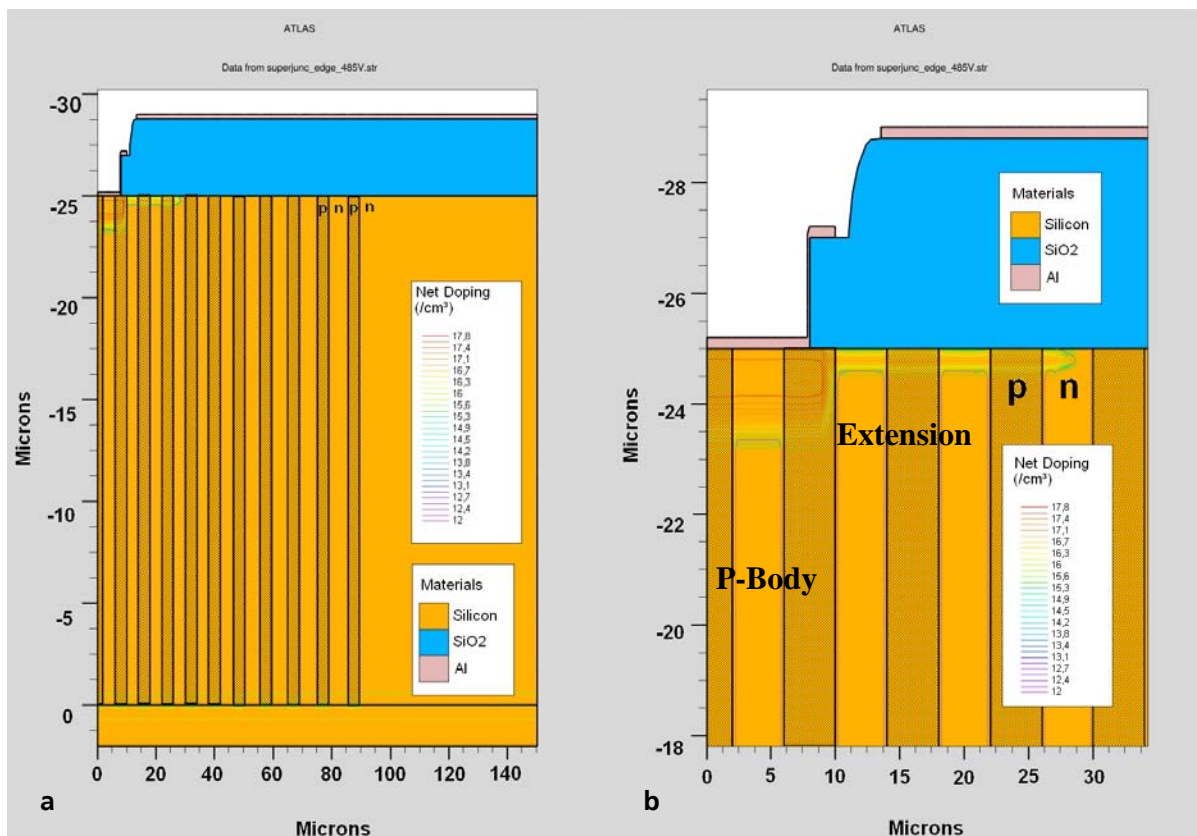 ATLAS
Data from superjunc_edge_485V.str
-30
-25
-20
-15
-10
-5
0
Microns
p n p n
Net Doping
(/cm³)
17,8
17,4
17,1
16,7
16,3
16
15,6
15,3
14,9
14,5
14,2
13,8
13,4
13,1
12,7
12,4
12
Materials
Silicon
SiO2
Al
0 20 40 60 80 100 120 140
a
Microns
ATLAS
Data from superjunc_edge_485V.str
-28
-26
-24
-22
-20
-18
Microns
Materials
Silicon
SiO2
Al
p n
Extension
P-Body
Net Doping
(/cm³)
17,8
17,4
17,1
16,7
16,3
16
15,6
15,3
14,9
14,5
14,2
13,8
13,4
13,1
12,7
12,4
12
0 5 10 15 20 25 30
b
Microns